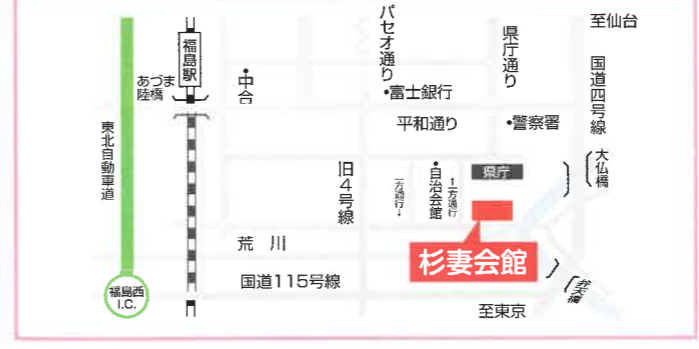 至仙台
国道四号線
県庁通り
パセオ通り
福島駅
あづま
陸橋
・中合
・富士銀行
平和通り
・警察署
大仏橋
東北自動車道
旧4号線
一方通行↓
・自治会館
↑一方通行
県庁
杉妻会館
荒川
国道115号線
福島西
I.C.
弁天橋
至東京